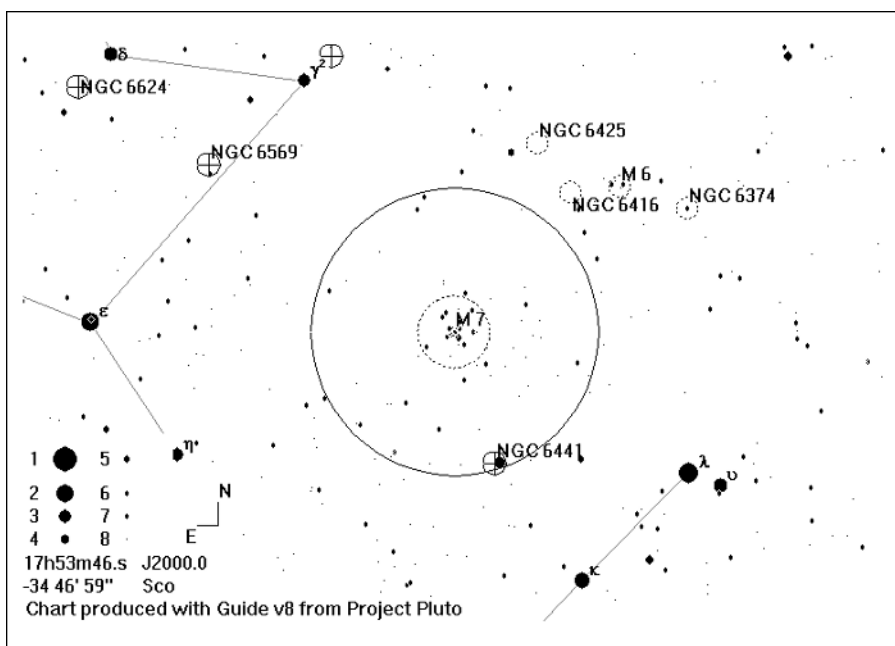 δ
γ2
NGC 6624
NGC 6425
NGC 6569
M 6
NGC 6416
NGC 6374
ε
M 7
η
NGC 6441
λ
υ
κ
1 5
2 6
3 7
4 8
N
E
17h53m46.s J2000.0
-34 46' 59" Sco
Chart produced with Guide v8 from Project Pluto